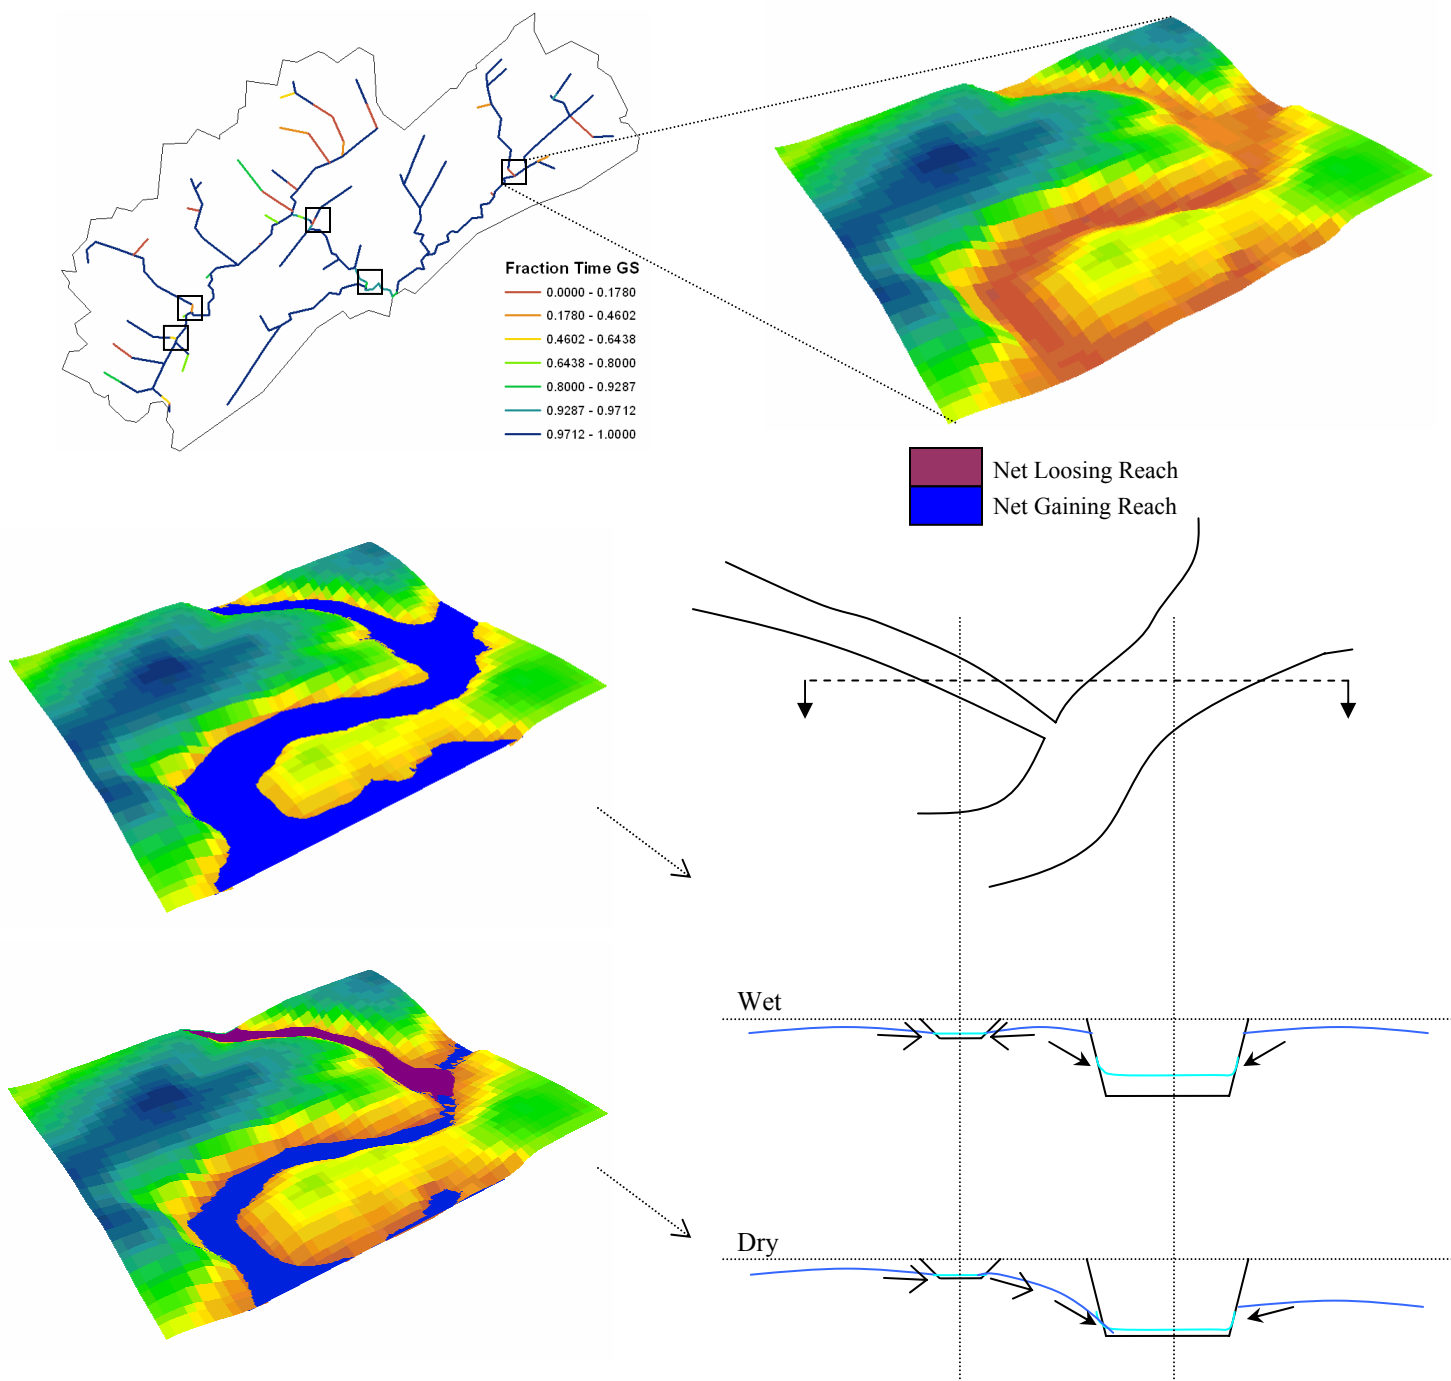 Fraction Time GS
0.0000 - 0.1780
0.1780 - 0.4602
0.4602 - 0.6438
0.6438 - 0.8000
0.8000 - 0.9287
0.9287 - 0.9712
0.9712 - 1.0000
Net Loosing Reach
Net Gaining Reach
Wet
Dry